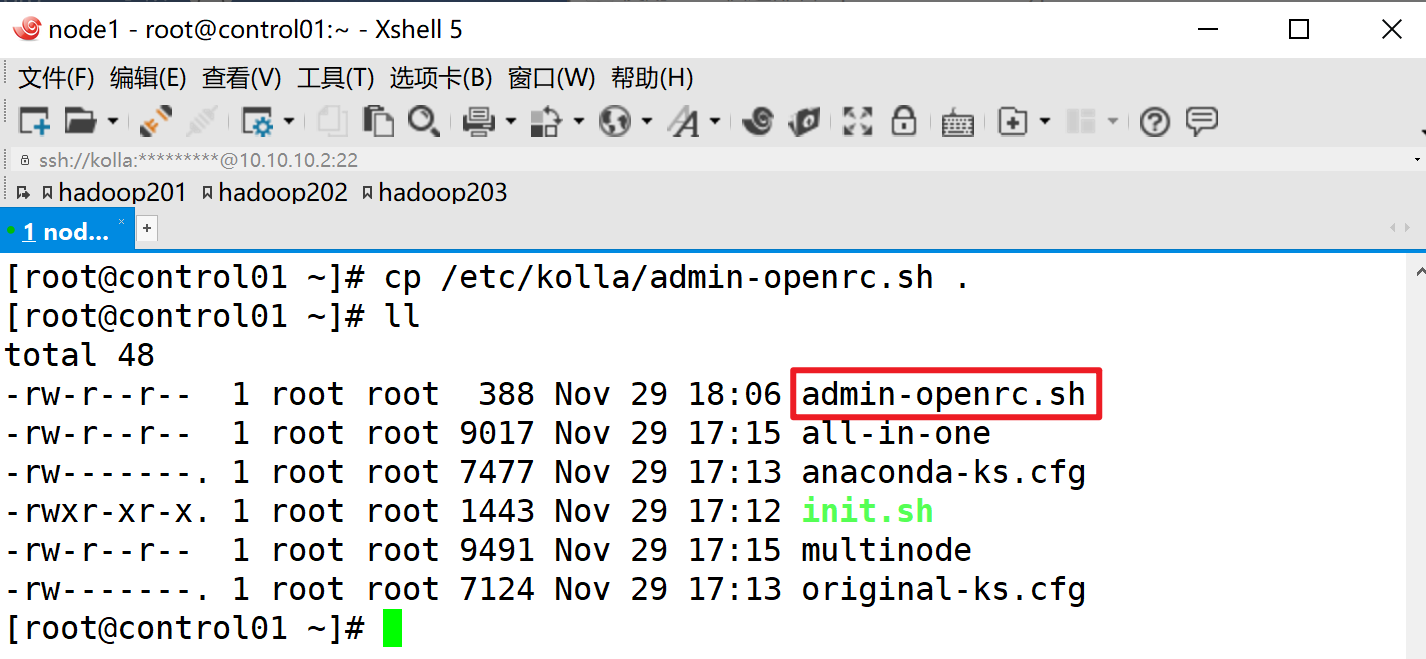 node1 - root@control01:~ - Xshell 5
文件(F) 编辑(E) 查看(V) 工具(T) 选项卡(B) 窗口(W) 帮助(H)
ssh://kolla:*********@10.10.10.2:22
hadoop201 hadoop202 hadoop203
1 nod...
[root@control01 ~]# cp /etc/kolla/admin-openrc.sh .
[root@control01 ~]# ll
total 48
-rw-r--r--  1 root root  388 Nov 29 18:06 admin-openrc.sh
-rw-r--r--  1 root root 9017 Nov 29 17:15 all-in-one
-rw-------. 1 root root 7477 Nov 29 17:13 anaconda-ks.cfg
-rwxr-xr-x. 1 root root 1443 Nov 29 17:12 init.sh
-rw-r--r--  1 root root 9491 Nov 29 17:15 multinode
-rw-------. 1 root root 7124 Nov 29 17:13 original-ks.cfg
[root@control01 ~]#